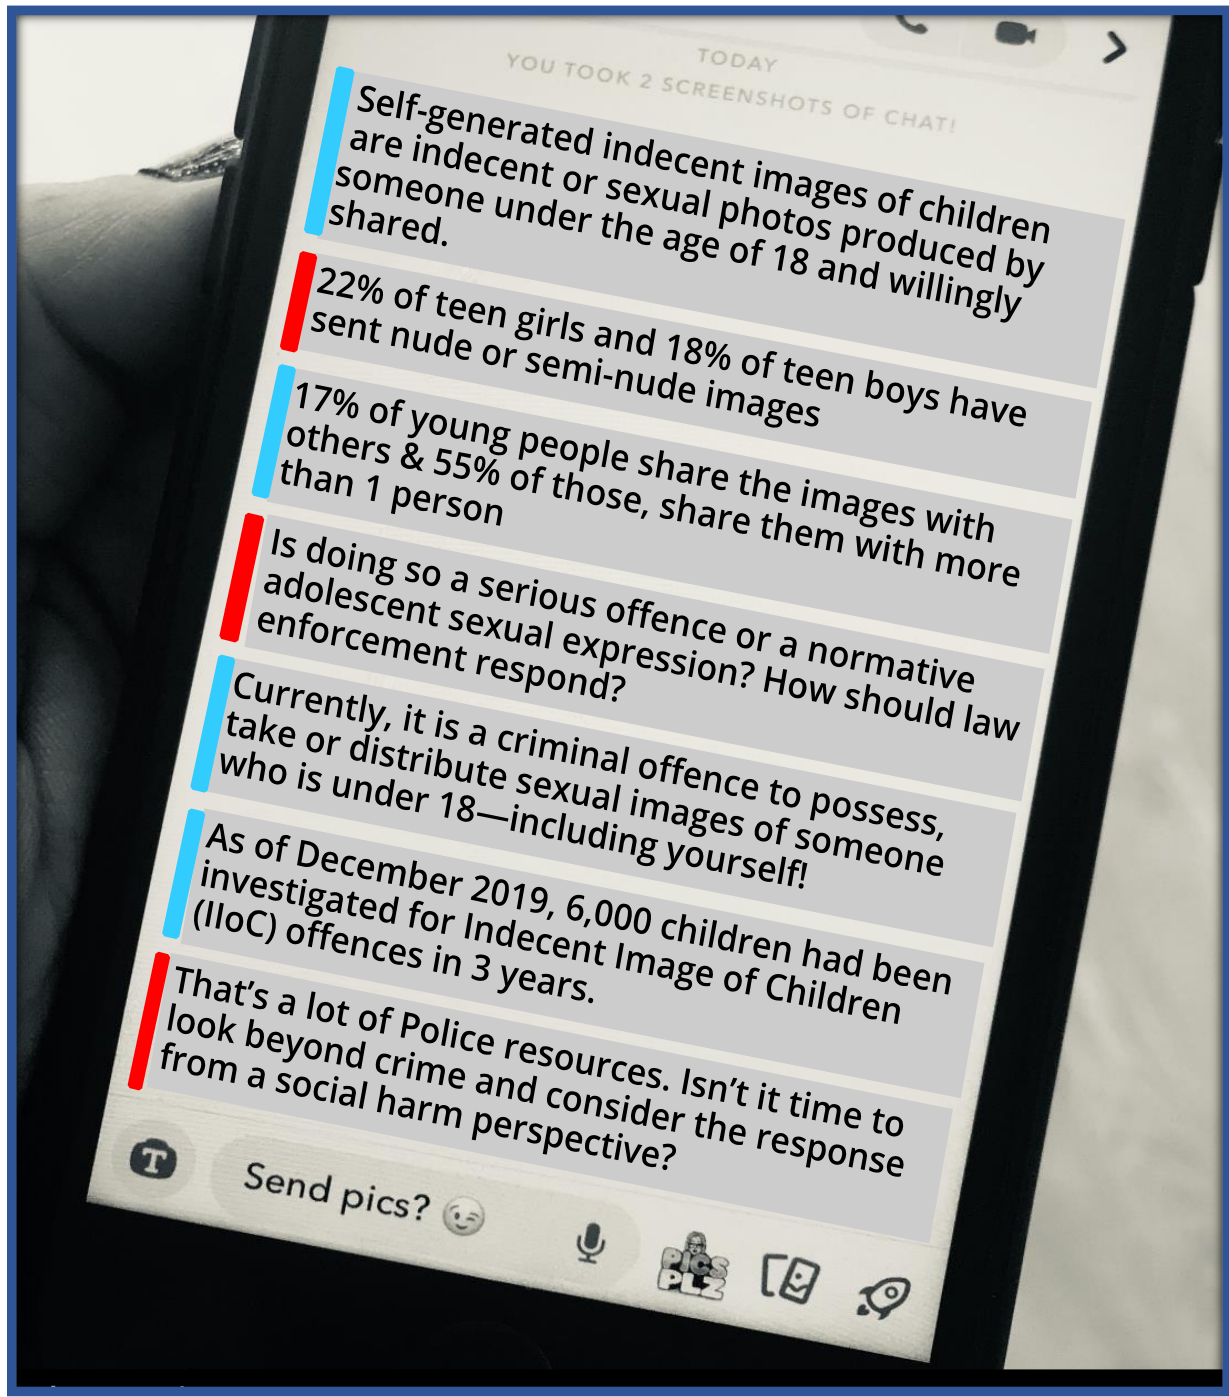 TODAY
YOU TOOK 2 SCREENSHOTS OF CHAT!
Self-generated indecent images of children
are indecent or sexual photos produced by
someone under the age of 18 and willingly
shared.
22% of teen girls and 18% of teen boys have
sent nude or semi-nude images
17% of young people share the images with
others & 55% of those, share them with more
than 1 person
Is doing so a serious offence or a normative
adolescent sexual expression? How should law
enforcement respond?
Currently, it is a criminal offence to possess,
take or distribute sexual images of someone
who is under 18—including yourself!
As of December 2019, 6,000 children had been
investigated for Indecent Image of Children
(IIoC) offences in 3 years.
That’s a lot of Police resources. Isn’t it time to
look beyond crime and consider the response
from a social harm perspective?
T
Send pics? 😉
PICS
PLZ